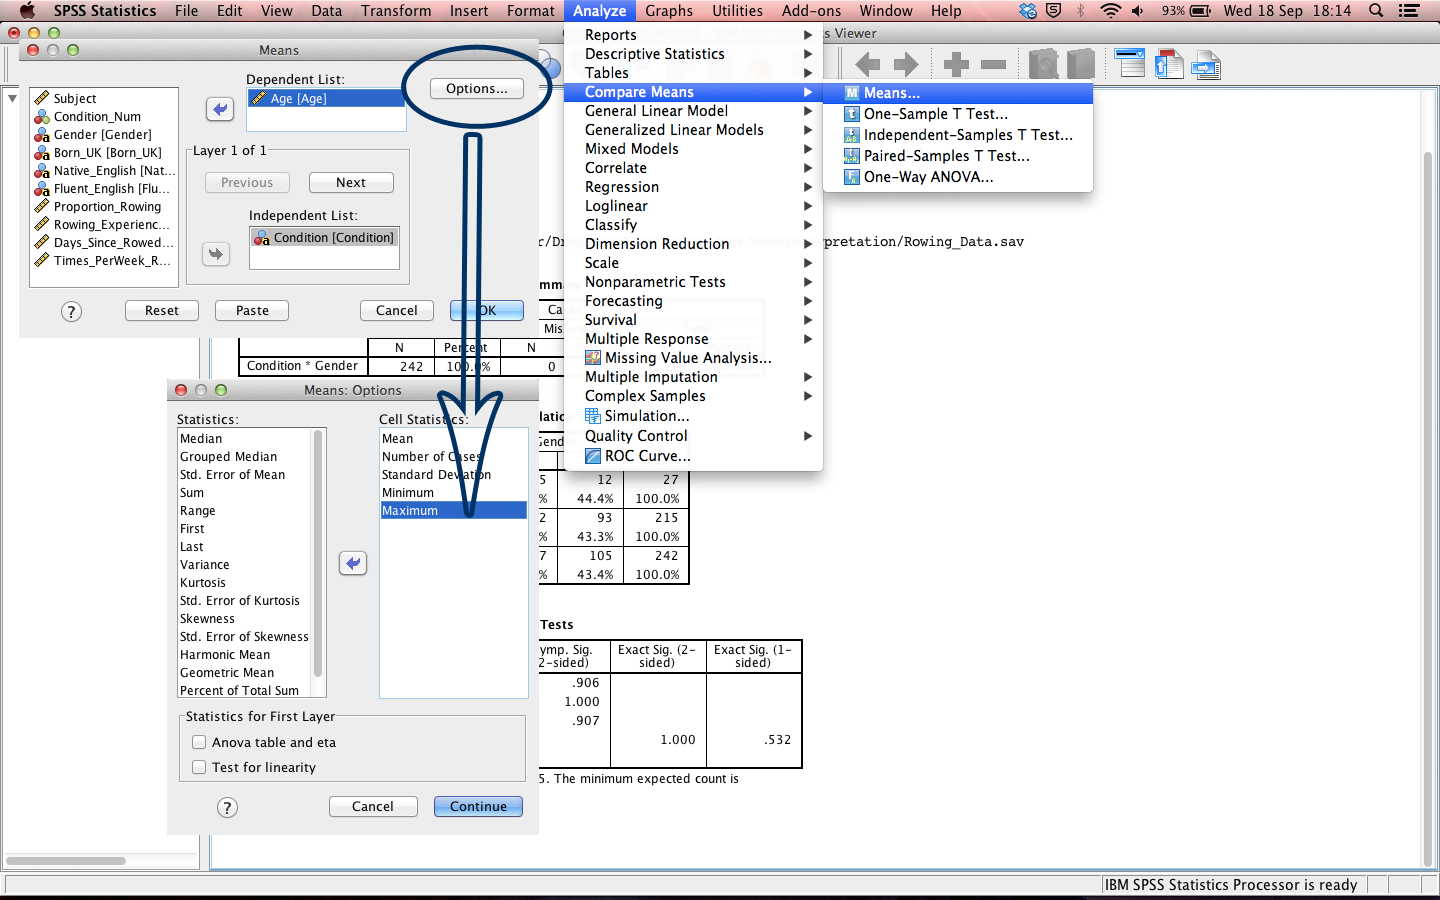 SPSS Statistics File Edit View Data Transform Insert Format Analyze Graphs Utilities Add-ons Window Help 93% Wed 18 Sep 18:14
Viewer
Means
Dependent List:
Age [Age]
Options...
Subject
Condition_Num
Gender [Gender]
Born_UK [Born_UK]
Native_English [Nat...
Fluent_English [Flu...
Proportion_Rowing
Rowing_Experienc...
Days_Since_Rowed...
Times_PerWeek_R...
Layer 1 of 1
Previous
Next
Independent List:
Condition [Condition]
?
Reset
Paste
Cancel
OK
Reports
Descriptive Statistics
Tables
Compare Means
General Linear Model
Generalized Linear Models
Mixed Models
Correlate
Regression
Loglinear
Classify
Dimension Reduction
Scale
Nonparametric Tests
Forecasting
Survival
Multiple Response
Missing Value Analysis...
Multiple Imputation
Complex Samples
Simulation...
Quality Control
ROC Curve...
Means...
One-Sample T Test...
Independent-Samples T Test...
Paired-Samples T Test...
One-Way ANOVA...
pretation/Rowing_Data.sav
N Percent N
Condition * Gender 242 100.0% 0
Means: Options
Statistics:
Median
Grouped Median
Std. Error of Mean
Sum
Range
First
Last
Variance
Kurtosis
Std. Error of Kurtosis
Skewness
Std. Error of Skewness
Harmonic Mean
Geometric Mean
Percent of Total Sum
Cell Statistics:
Mean
Number of Cases
Standard Deviation
Minimum
Maximum
Statistics for First Layer
Anova table and eta
Test for linearity
?
Cancel
Continue
5 12 27
% 44.4% 100.0%
2 93 215
% 43.3% 100.0%
7 105 242
% 43.4% 100.0%
Tests
ymp. Sig. Exact Sig. (2- Exact Sig. (1-
2-sided) sided) sided)
.906
1.000
.907
1.000 .532
5. The minimum expected count is
IBM SPSS Statistics Processor is ready